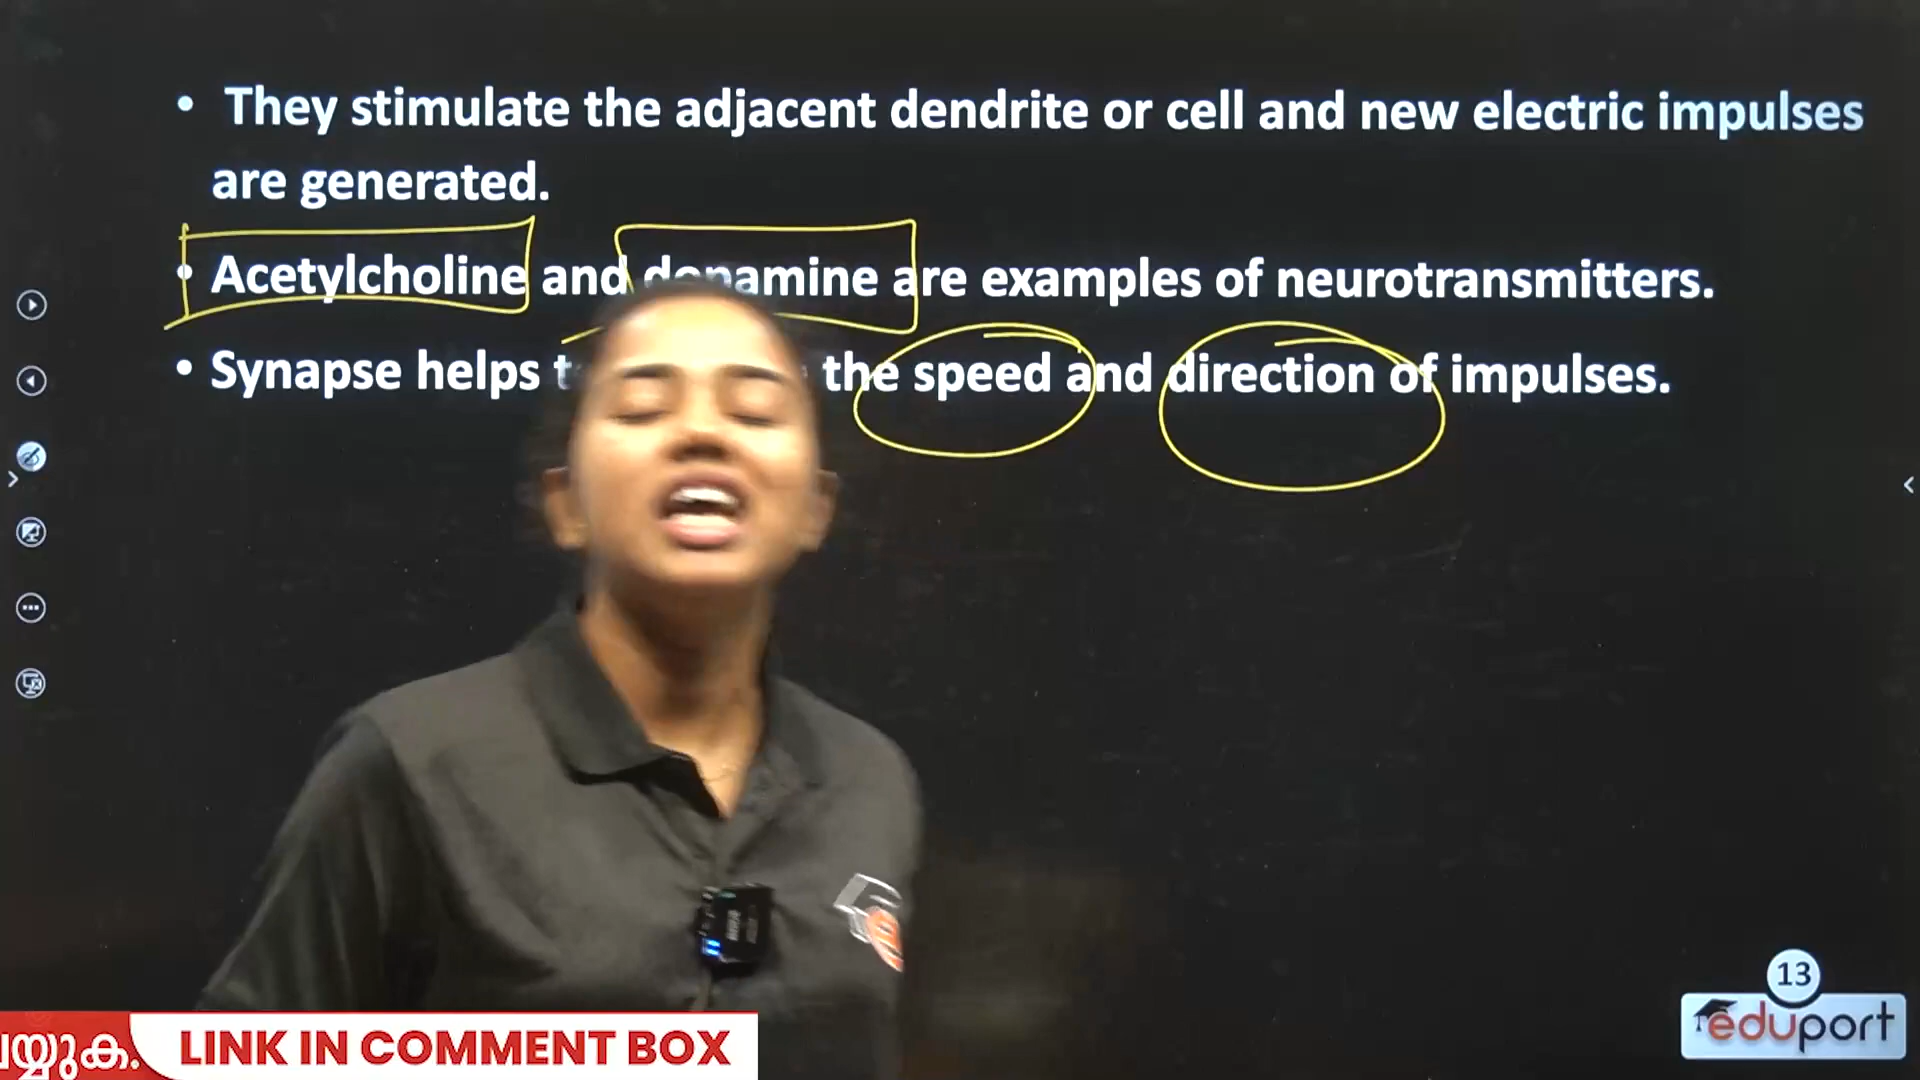 • They stimulate the adjacent dendrite or cell and new electric impulses
are generated.
• Acetylcholine and dopamine are examples of neurotransmitters.
• Synapse helps the speed and direction of impulses.
13
eduport
LINK IN COMMENT BOX